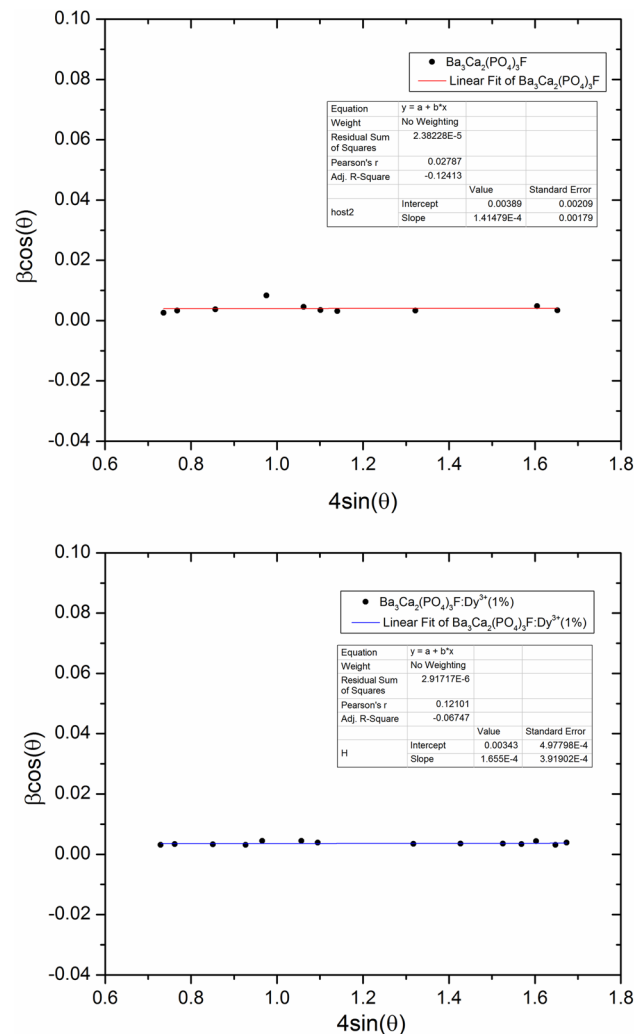 0.10
Ba₃Ca₂(PO₄)₃F
Linear Fit of Ba₃Ca₂(PO₄)₃F
0.08
Equation y = a + b*x
Weight No Weighting
Residual Sum of Squares 2.38228E-5
0.06
Pearson's r 0.02787
Adj. R-Square -0.12413
Value Standard Error
host2 Intercept 0.00389 0.00209
Slope 1.41479E-4 0.00179
0.04
0.02
0.00
-0.02
-0.04
βcos(θ)
0.6 0.8 1.0 1.2 1.4 1.6 1.8
4sin(θ)
0.10
Ba₃Ca₂(PO₄)₃F:Dy³⁺(1%)
Linear Fit of Ba₃Ca₂(PO₄)₃F:Dy³⁺(1%)
0.08
Equation y = a + b*x
Weight No Weighting
Residual Sum of Squares 2.91717E-6
0.06
Pearson's r 0.12101
Adj. R-Square -0.06747
Value Standard Error
H Intercept 0.00343 4.97798E-4
Slope 1.655E-4 3.91902E-4
0.04
0.02
0.00
-0.02
-0.04
βcos(θ)
0.6 0.8 1.0 1.2 1.4 1.6 1.8
4sin(θ)